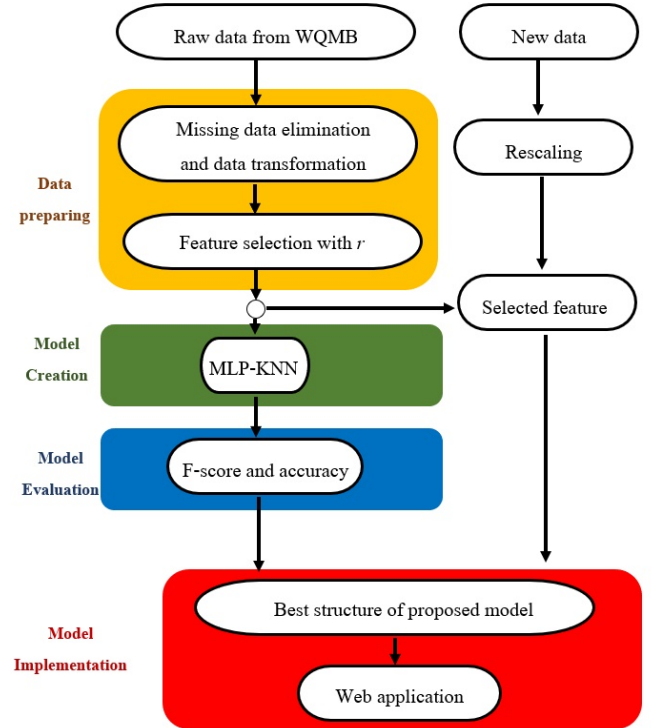 Raw data from WQMB
New data
Missing data elimination
and data transformation
Rescaling
Data
preparing
Feature selection with r
Selected feature
Model
Creation
MLP-KNN
Model
Evaluation
F-score and accuracy
Best structure of proposed model
Model
Implementation
Web application